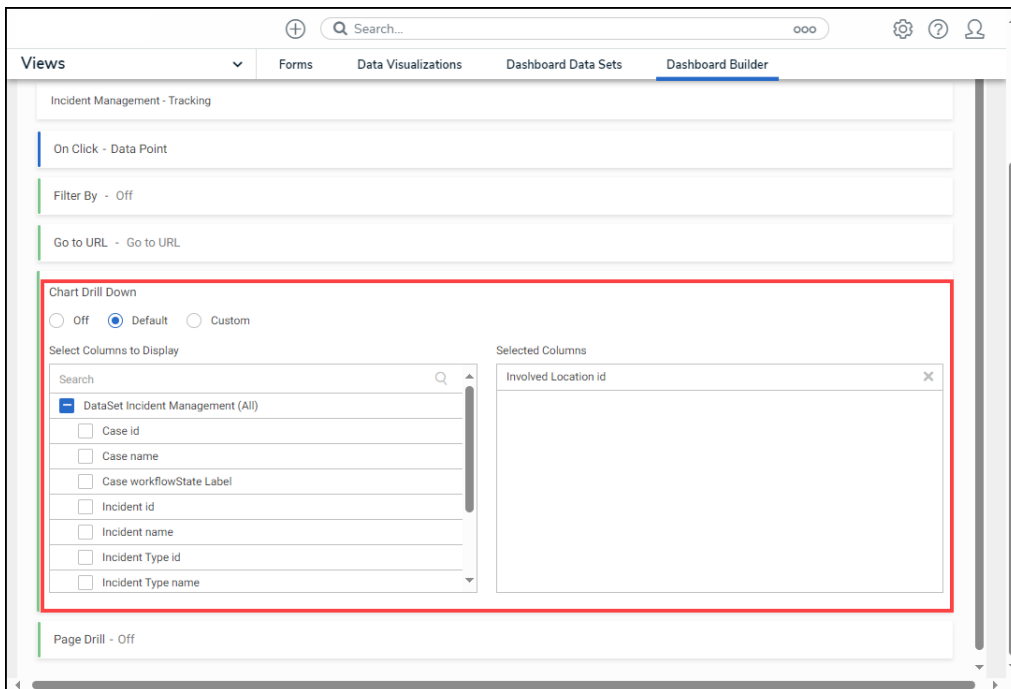 Search...
Views
Forms Data Visualizations Dashboard Data Sets Dashboard Builder
Incident Management - Tracking
On Click - Data Point
Filter By - Off
Go to URL - Go to URL
Chart Drill Down
Off Default Custom
Select Columns to Display
Search
DataSet Incident Management (All)
Case id
Case name
Case workflowState Label
Incident id
Incident name
Incident Type id
Incident Type name
Selected Columns
Involved Location id
Page Drill - Off